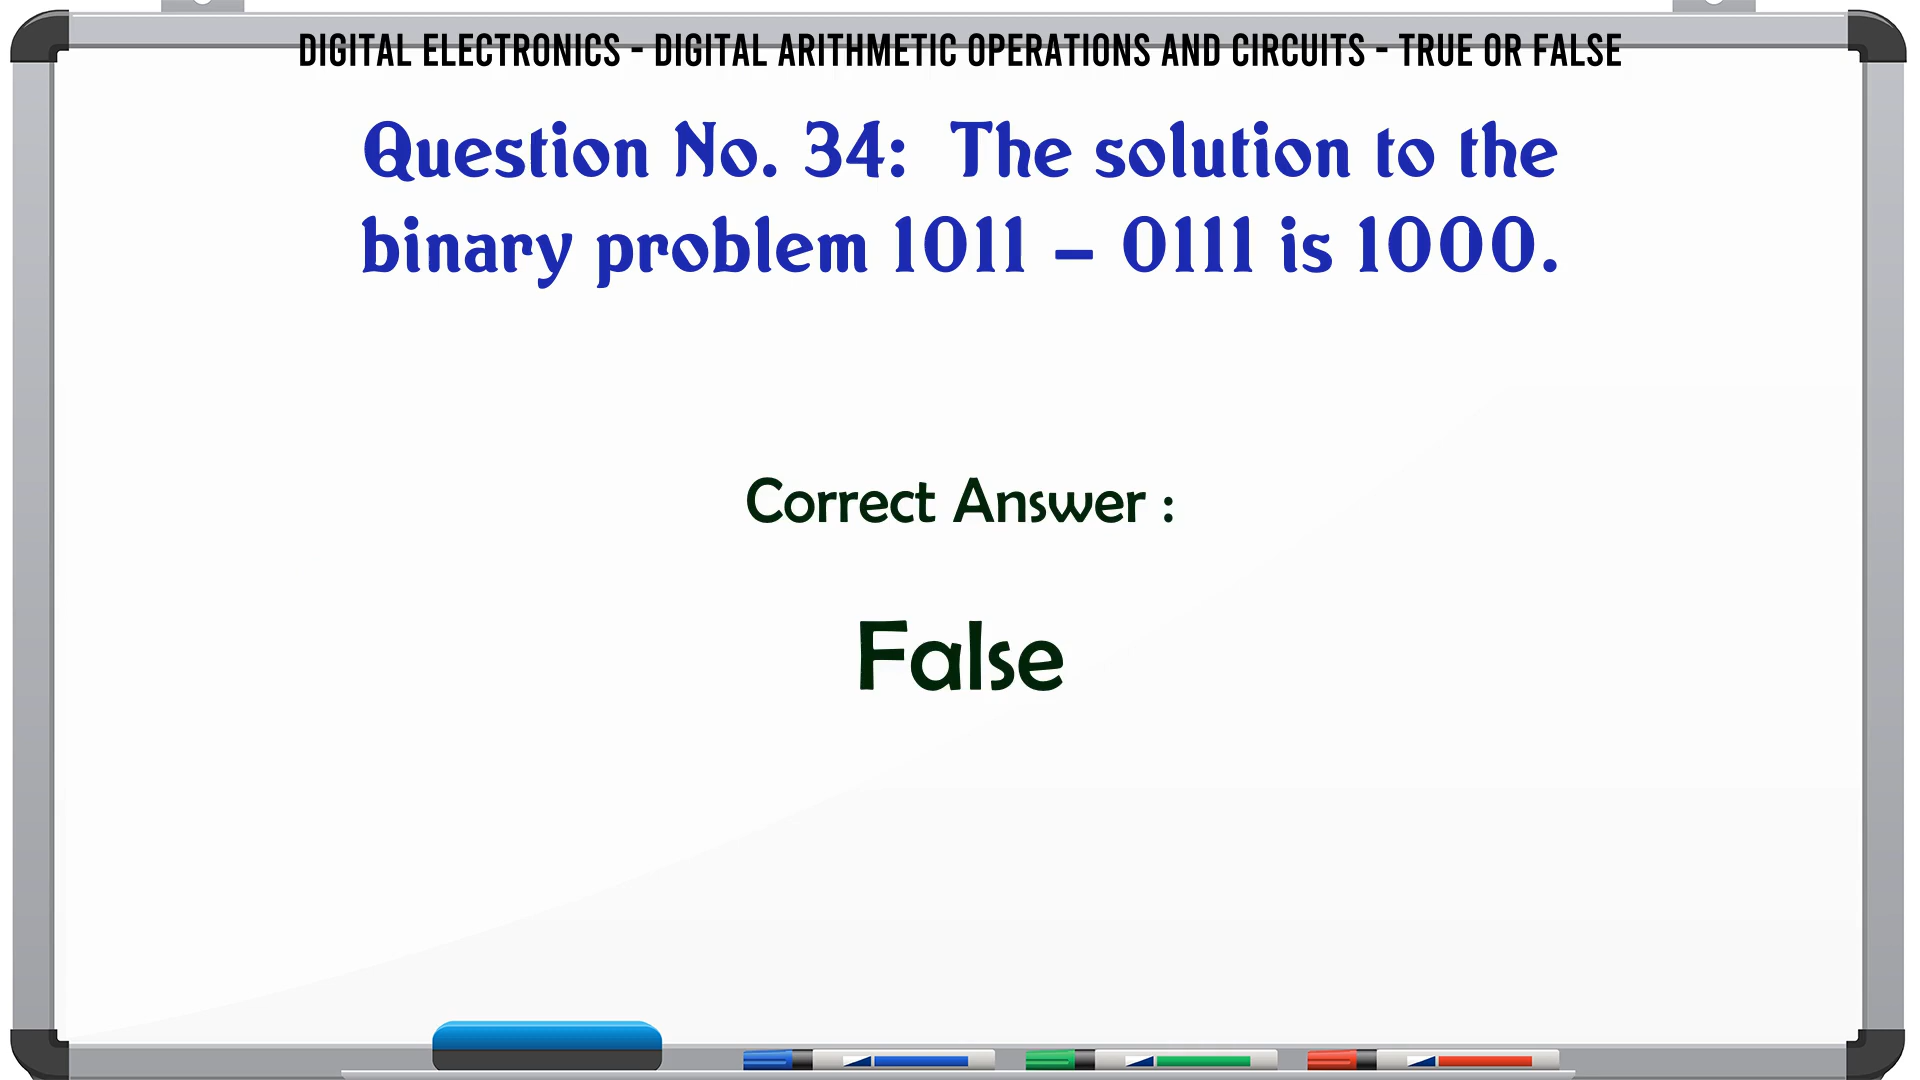 DIGITAL ELECTRONICS - DIGITAL ARITHMETIC OPERATIONS AND CIRCUITS - TRUE OR FALSE
Question No. 34: The solution to the
binary problem 1011 – 0111 is 1000.
Correct Answer :
False